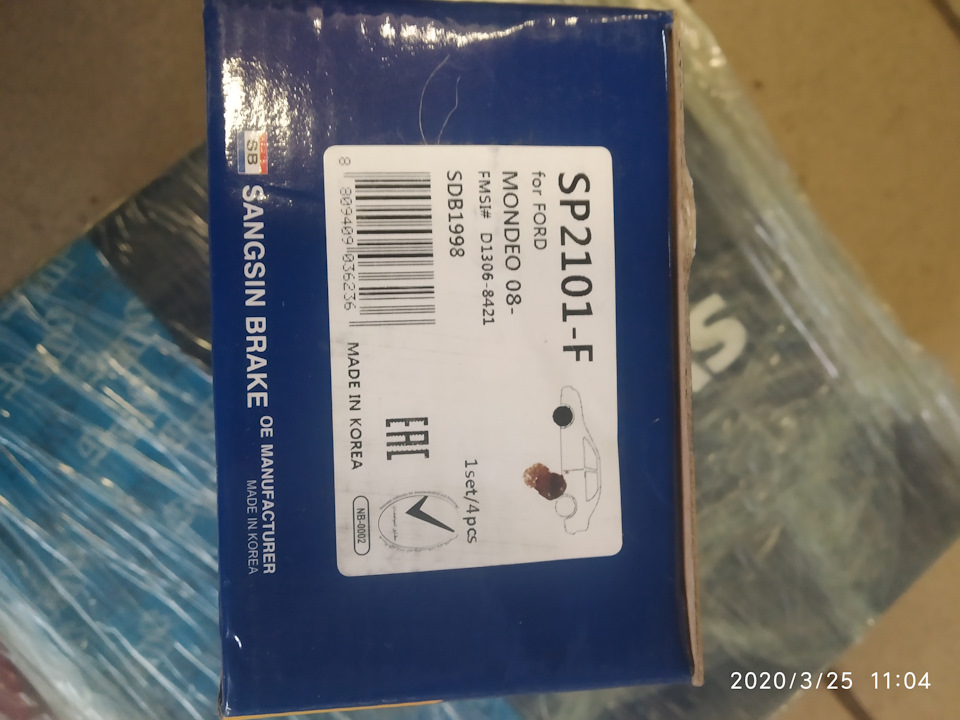 SP2101-F
for FORD
MONDEO 08-
FMSI# D1306-8421
SDB1998
1set/4pcs
EAC
8 809409 036236
MADE IN KOREA
NB-0002
SB
SANGSIN BRAKE OE MANUFACTURER
MADE IN KOREA
2020/3/25 11:04